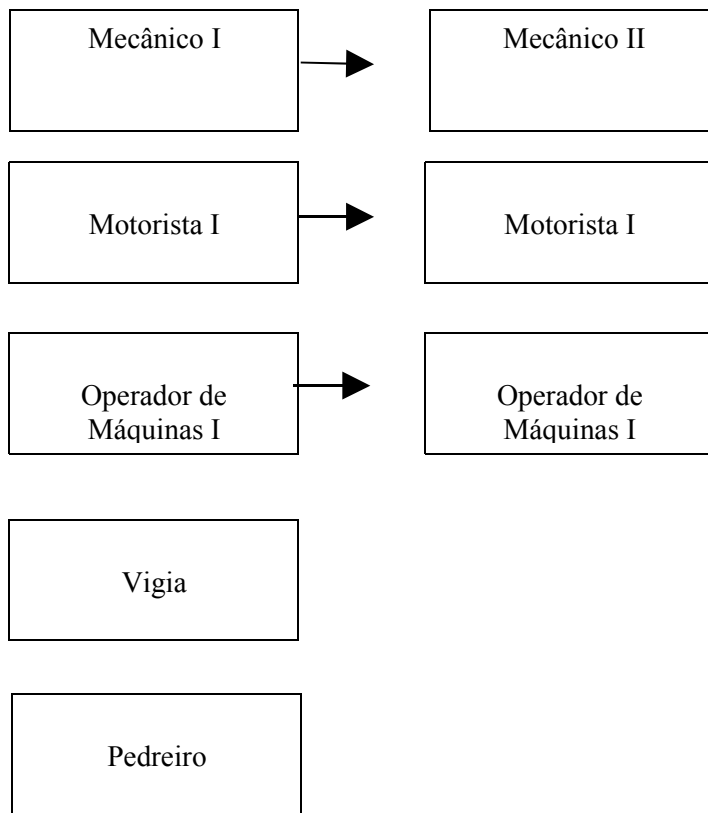 Mecânico I
Mecânico II
Motorista I
Motorista I
Operador de
Máquinas I
Operador de
Máquinas I
Vigia
Pedreiro